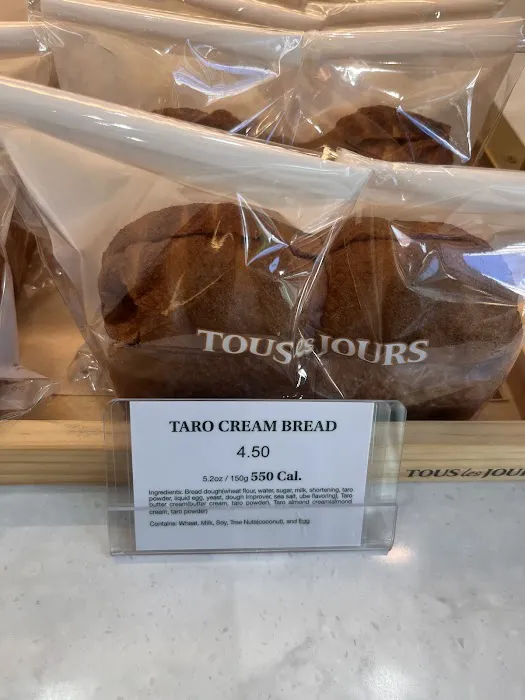 TOUS les JOURS
TARO CREAM BREAD
4.50
5.2oz / 150g 550 Cal.
Ingredients: Bread dough(wheat flour, water, sugar, milk, shortening, taro
powder, liquid egg, yeast, dough improver, sea salt, ube flavoring), Taro
butter cream(butter cream, taro powder), Taro almond cream(almond
cream, taro powder)
Contains: Wheat, Milk, Soy, Tree Nuts(coconut), and Egg
TOUS les JOU